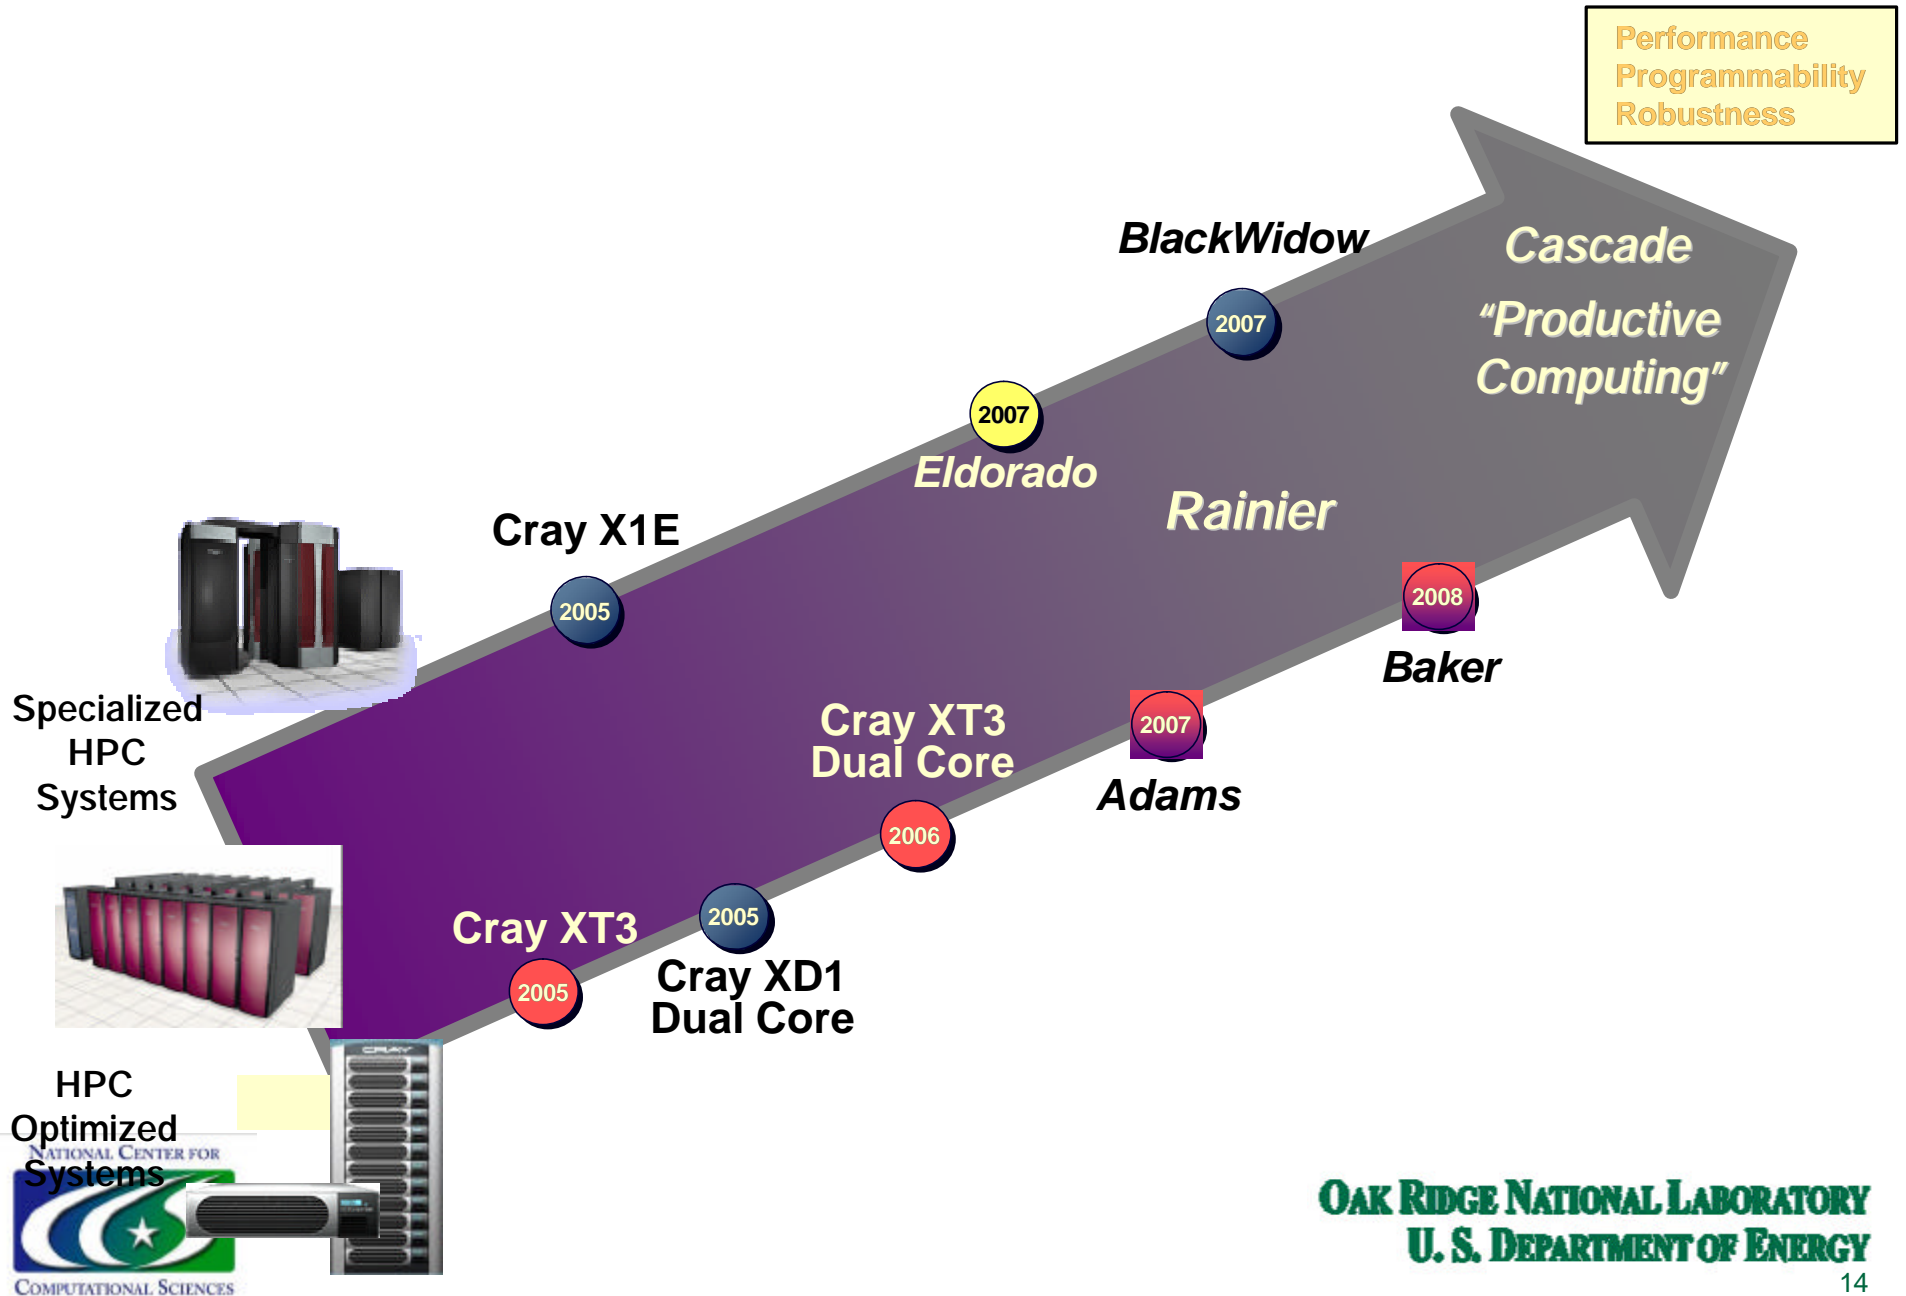 Performance
Programmability
Robustness
BlackWidow
Cascade
“Productive
Computing”
2007
2007
Eldorado
Rainier
Cray X1E
2005
2008
Baker
Specialized
HPC
Systems
Cray XT3
Dual Core
2007
Adams
2006
Cray XT3
2005
2005
Cray XD1
Dual Core
CRAY
HPC
Optimized
Systems
NATIONAL CENTER FOR
COMPUTATIONAL SCIENCES
OAK RIDGE NATIONAL LABORATORY
U. S. DEPARTMENT OF ENERGY
14